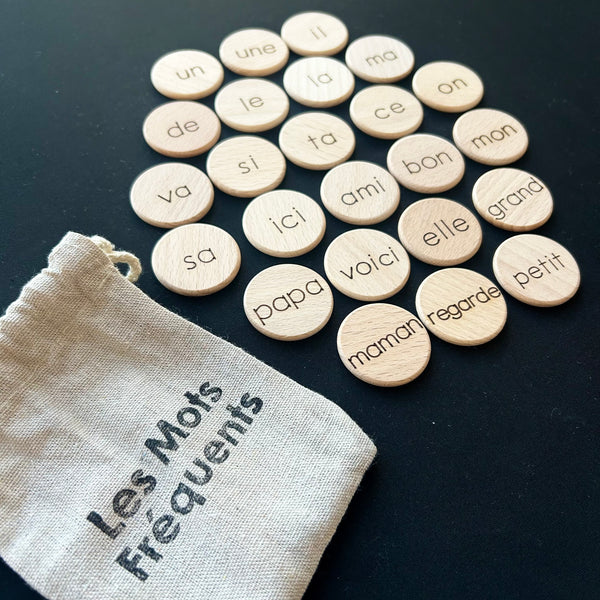 un
une
il
de
le
la
ma
va
si
ta
ce
on
sa
ici
ami
bon
mon
papa
voici
elle
grand
maman
regarde
petit
Les Mots
Fréquents